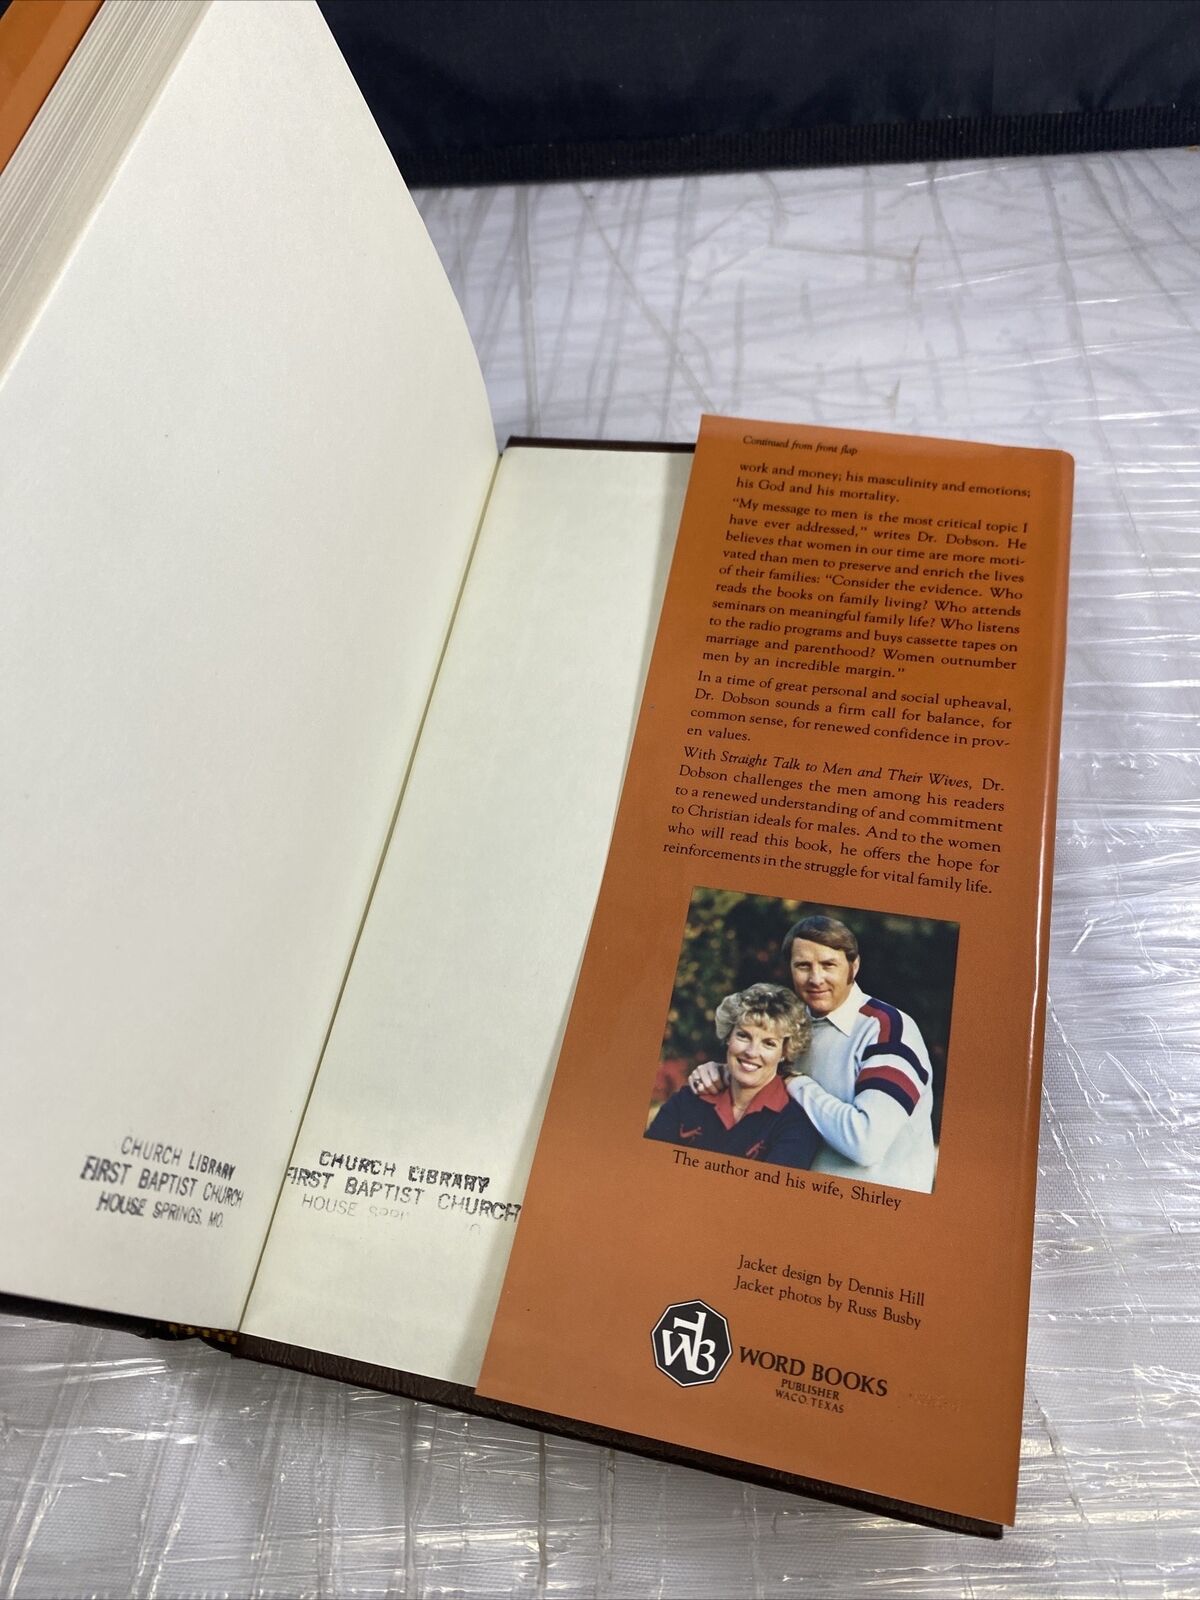 CHURCH LIBRARY
FIRST BAPTIST CHURCH
HOUSE SPRINGS, MO.
CHURCH LIBRARY
FIRST BAPTIST CHURCH
HOUSE SPRI
Continued from front flap
work and money; his masculinity and emotions;
his God and his mortality.
"My message to men is the most critical topic I
have ever addressed," writes Dr. Dobson. He
believes that women in our time are more moti-
vated than men to preserve and enrich the lives
of their families: "Consider the evidence. Who
reads the books on family living? Who attends
seminars on meaningful family life? Who listens
to the radio programs and buys cassette tapes on
marriage and parenthood? Women outnumber
men by an incredible margin."
In a time of great personal and social upheaval,
Dr. Dobson sounds a firm call for balance, for
common sense, for renewed confidence in prov-
en values.
With Straight Talk to Men and Their Wives, Dr.
Dobson challenges the men among his readers
to a renewed understanding of and commitment
to Christian ideals for males. And to the women
who will read this book, he offers the hope for
reinforcements in the struggle for vital family life.
The author and his wife, Shirley
Jacket design by Dennis Hill
Jacket photos by Russ Busby
WORD BOOKS
PUBLISHER
WACO, TEXAS